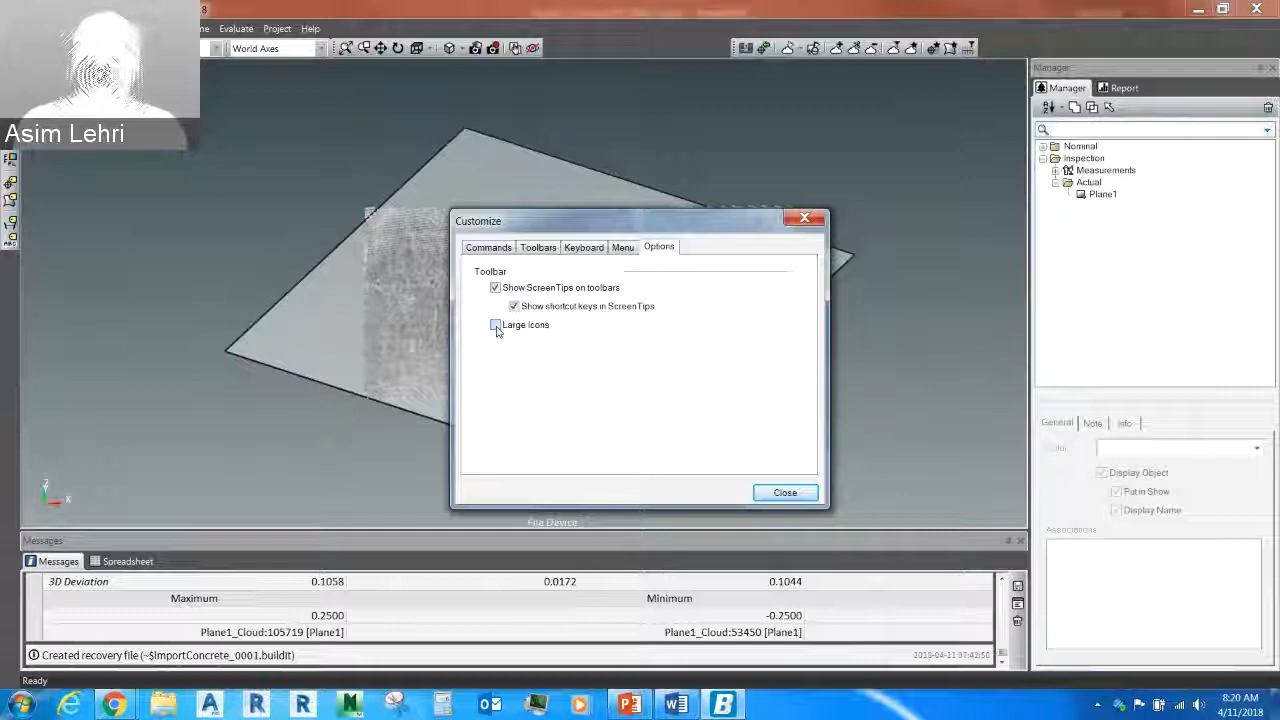 8
Asim Lehri
ne Evaluate Project Help
World Axes
Manager
Manager Report
Nominal
Inspection
Measurements
Actual
Plane1
Customize
Commands Toolbars Keyboard Menu Options
Toolbar
Show ScreenTips on toolbars
Show shortcut keys in ScreenTips
Large Icons
Close
General Note Info
Color
Display Object
Put in Show
Display Name
Associations
Z
X
File Device
Messages
Messages Spreadsheet
3D Deviation 0.1058 0.0172 0.1044
Maximum Minimum
0.2500 -0.2500
Plane1_Cloud:105719 [Plane1] Plane1_Cloud:53450 [Plane1]
Created recovery file (~$ImportConcrete_0001.buildit) 2018-04-11 07:42:50
Ready
8:20 AM
4/11/2018